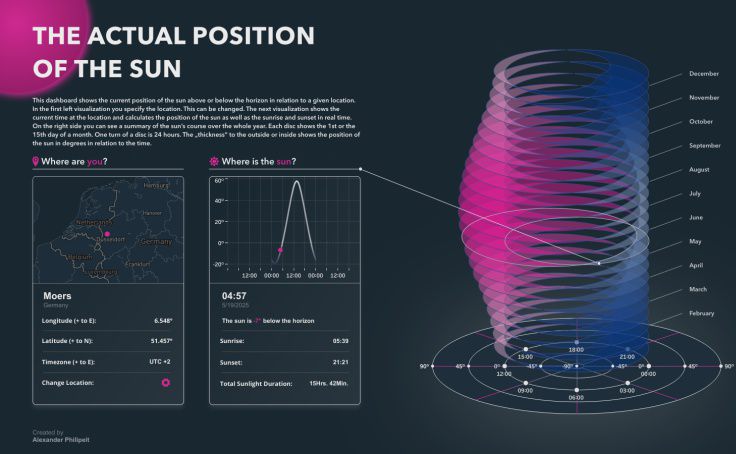 THE ACTUAL POSITION
OF THE SUN
This dashboard shows the current position of the sun above or below the horizon in relation to a given location.
In the first left visualization you specify the location. This can be changed. The next visualization shows the
current time at the location and calculates the position of the sun as well as the sunrise and sunset in real time.
On the right side you can see a summary of the sun's course over the whole year. Each disc shows the 1st or the
15th day of a month. One turn of a disc is 24 hours. The „thickness" to the outside or inside shows the position of
the sun in degrees in relation to the time.
Where are you?
Hamburg
Hanover
Netherlands
Düsseldorf
Germany
Belgium
Frankfurt
Luxembourg
Moers
Germany
Longitude (+ to E): 6.548°
Latitude (+ to N): 51.457°
Timezone (+ to E): UTC +2
Change Location:
Where is the sun?
60°
40°
20°
0°
-20°
12:00 00:00 12:00 00:00 12:00
04:57
5/19/2025
The sun is -7° below the horizon
Sunrise: 05:39
Sunset: 21:21
Total Sunlight Duration: 15Hrs. 42Min.
December
November
October
September
August
July
June
May
April
March
February
18:00
15:00 21:00
90° 45° 0° -45° -90° -45° 0° 45° 90°
12:00 00:00
09:00 03:00
06:00
Created by
Alexander Philipeit